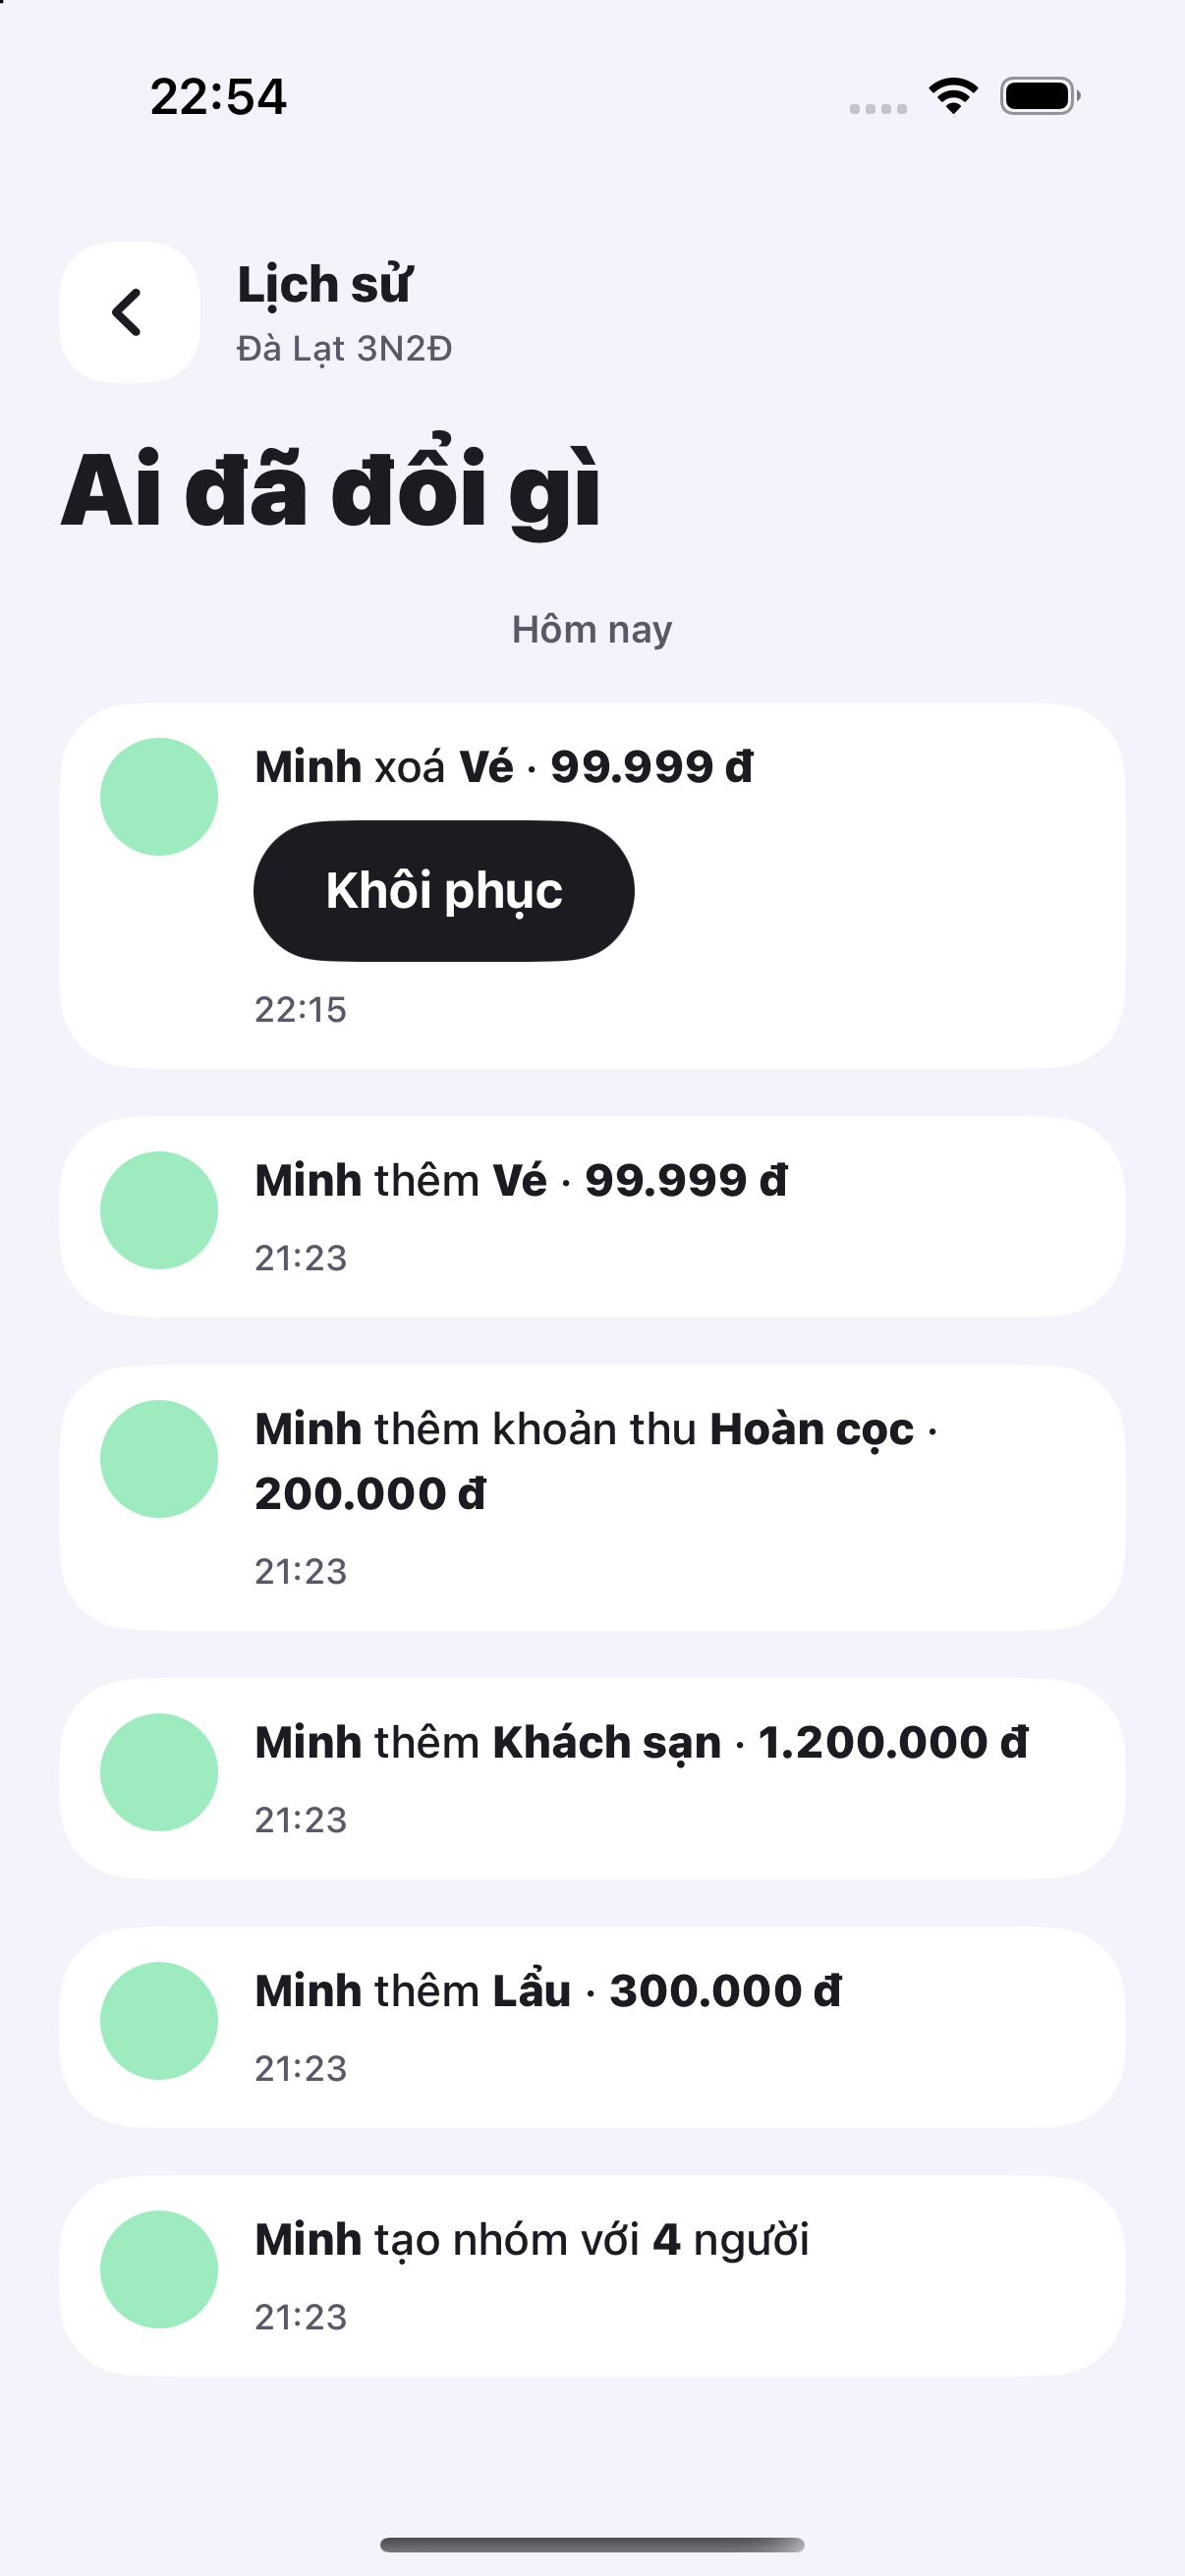 22:54
Lịch sử
Đà Lạt 3N2Đ
Ai đã đổi gì
Hôm nay
Minh xoá Vé · 99.999 đ
Khôi phục
22:15
Minh thêm Vé · 99.999 đ
21:23
Minh thêm khoản thu Hoàn cọc ·
200.000 đ
21:23
Minh thêm Khách sạn · 1.200.000 đ
21:23
Minh thêm Lẩu · 300.000 đ
21:23
Minh tạo nhóm với 4 người
21:23